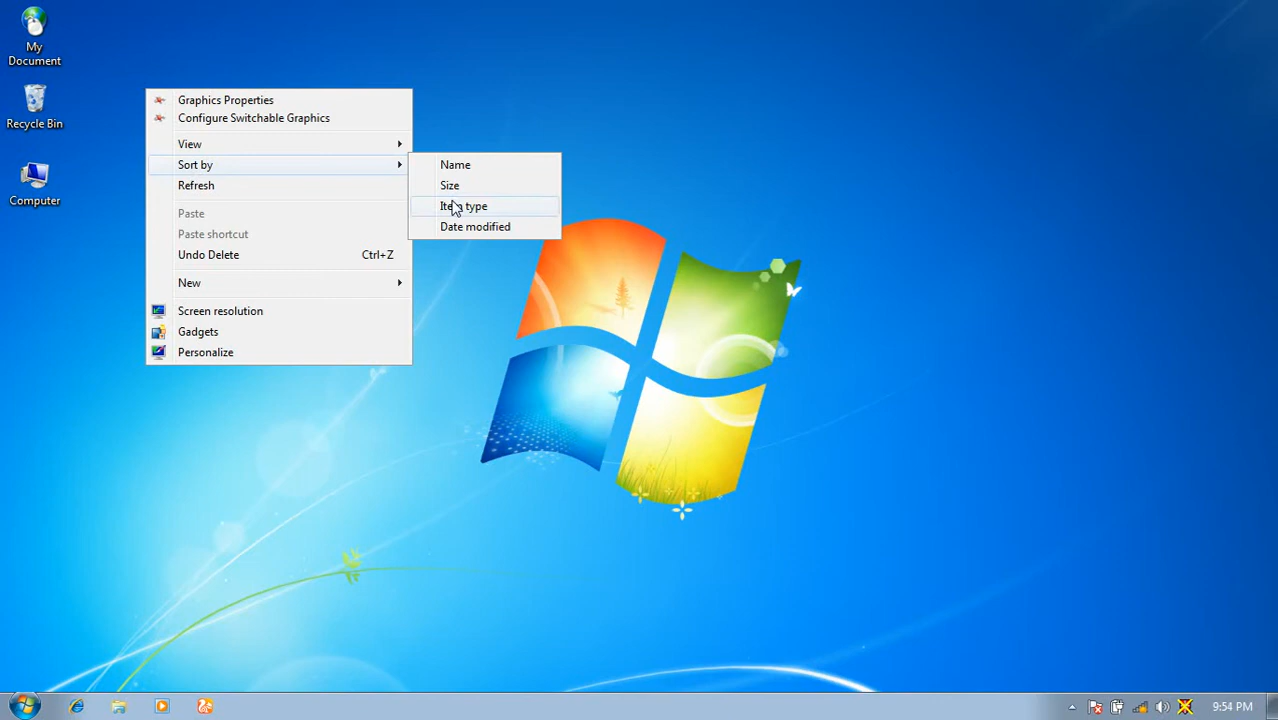 My
Document
Recycle Bin
Computer
Graphics Properties
Configure Switchable Graphics
View
Sort by
Refresh
Paste
Paste shortcut
Undo Delete Ctrl+Z
New
Screen resolution
Gadgets
Personalize
Name
Size
Item type
Date modified
9:54 PM